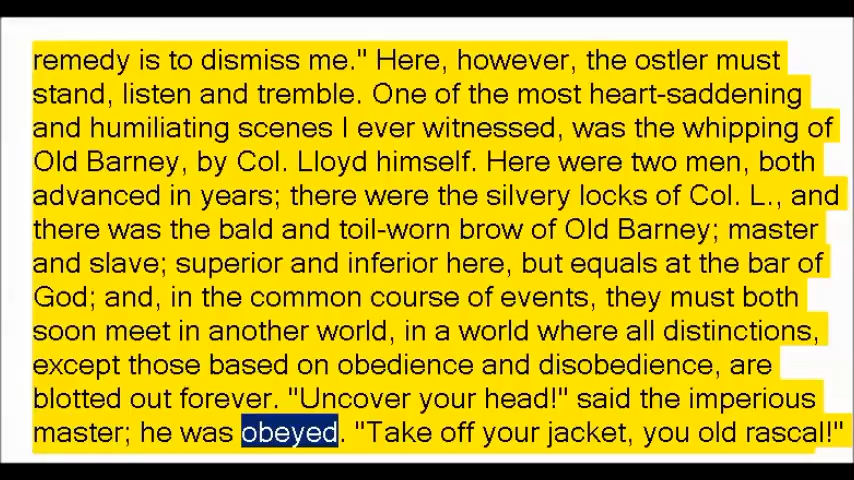 remedy is to dismiss me." Here, however, the ostler must
stand, listen and tremble. One of the most heart-saddening
and humiliating scenes I ever witnessed, was the whipping of
Old Barney, by Col. Lloyd himself. Here were two men, both
advanced in years; there were the silvery locks of Col. L., and
there was the bald and toil-worn brow of Old Barney; master
and slave; superior and inferior here, but equals at the bar of
God; and, in the common course of events, they must both
soon meet in another world, in a world where all distinctions,
except those based on obedience and disobedience, are
blotted out forever. "Uncover your head!" said the imperious
master; he was obeyed. "Take off your jacket, you old rascal!"